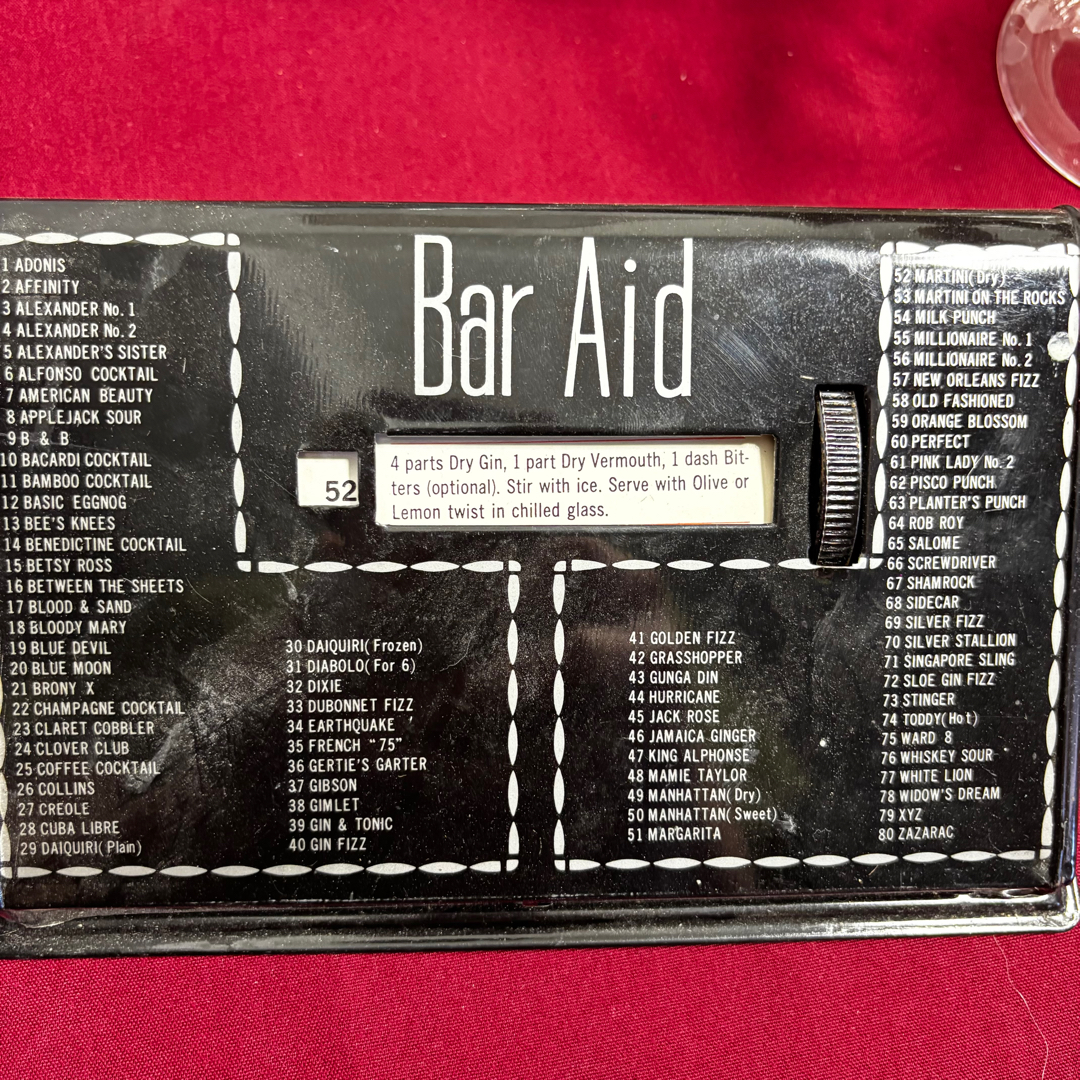 Bar Aid
52
4 parts Dry Gin, 1 part Dry Vermouth, 1 dash Bit-
ters (optional). Stir with ice. Serve with Olive or
Lemon twist in chilled glass.
1 ADONIS
2 AFFINITY
3 ALEXANDER No. 1
4 ALEXANDER No. 2
5 ALEXANDER'S SISTER
6 ALFONSO COCKTAIL
7 AMERICAN BEAUTY
8 APPLEJACK SOUR
9 B & B
10 BACARDI COCKTAIL
11 BAMBOO COCKTAIL
12 BASIC EGGNOG
13 BEE'S KNEES
14 BENEDICTINE COCKTAIL
15 BETSY ROSS
16 BETWEEN THE SHEETS
17 BLOOD & SAND
18 BLOODY MARY
19 BLUE DEVIL
20 BLUE MOON
21 BRONY X
22 CHAMPAGNE COCKTAIL
23 CLARET COBBLER
24 CLOVER CLUB
25 COFFEE COCKTAIL
26 COLLINS
27 CREOLE
28 CUBA LIBRE
29 DAIQUIRI(Plain)
30 DAIQUIRI(Frozen)
31 DIABOLO(For 6)
32 DIXIE
33 DUBONNET FIZZ
34 EARTHQUAKE
35 FRENCH "75"
36 GERTIE'S GARTER
37 GIBSON
38 GIMLET
39 GIN & TONIC
40 GIN FIZZ
41 GOLDEN FIZZ
42 GRASSHOPPER
43 GUNGA DIN
44 HURRICANE
45 JACK ROSE
46 JAMAICA GINGER
47 KING ALPHONSE
48 MAMIE TAYLOR
49 MANHATTAN(Dry)
50 MANHATTAN(Sweet)
51 MARGARITA
52 MARTINI(Dry)
53 MARTINI ON THE ROCKS
54 MILK PUNCH
55 MILLIONAIRE No. 1
56 MILLIONAIRE No. 2
57 NEW ORLEANS FIZZ
58 OLD FASHIONED
59 ORANGE BLOSSOM
60 PERFECT
61 PINK LADY No. 2
62 PISCO PUNCH
63 PLANTER'S PUNCH
64 ROB ROY
65 SALOME
66 SCREWDRIVER
67 SHAMROCK
68 SIDECAR
69 SILVER FIZZ
70 SILVER STALLION
71 SINGAPORE SLING
72 SLOE GIN FIZZ
73 STINGER
74 TODDY(Hot)
75 WARD 8
76 WHISKEY SOUR
77 WHITE LION
78 WIDOW'S DREAM
79 XYZ
80 ZAZARAC